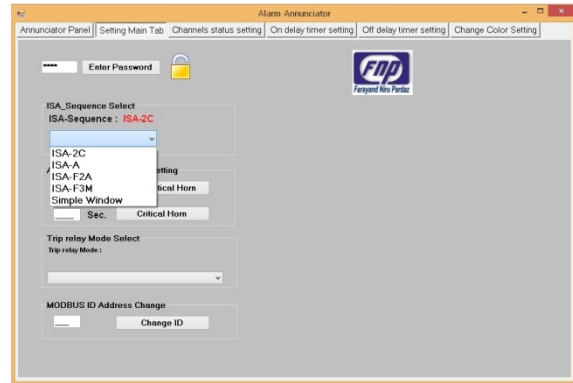 Alarm Annunciator
Annunciator Panel Setting Main Tab Channels status setting On delay timer setting Off delay timer setting Change Color Setting
**** Enter Password
FNP
Farayand Niru Pardaz
ISA_Sequence Select
ISA-Sequence : ISA-2C
ISA-2C
ISA-A
ISA-F2A
ISA-F3M
Simple Window
etting
tical Horn
___ Sec. Critical Horn
Trip relay Mode Select
Trip relay Mode :
MODBUS ID Address Change
___ Change ID